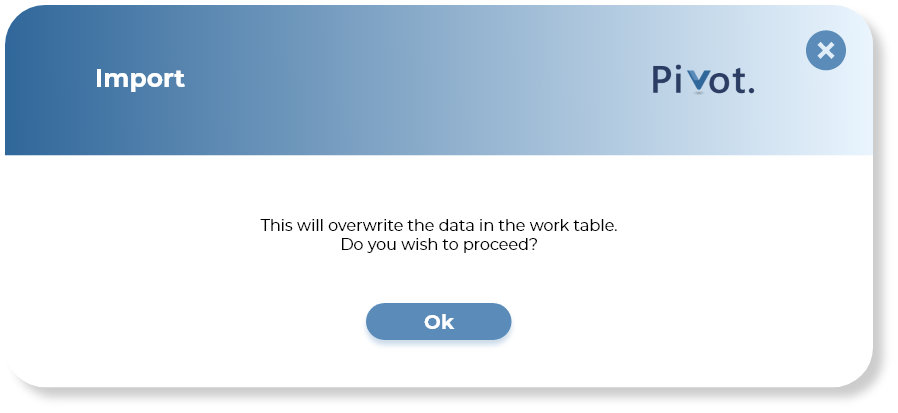 Import
Pivot.
This will overwrite the data in the work table.
Do you wish to proceed?
Ok